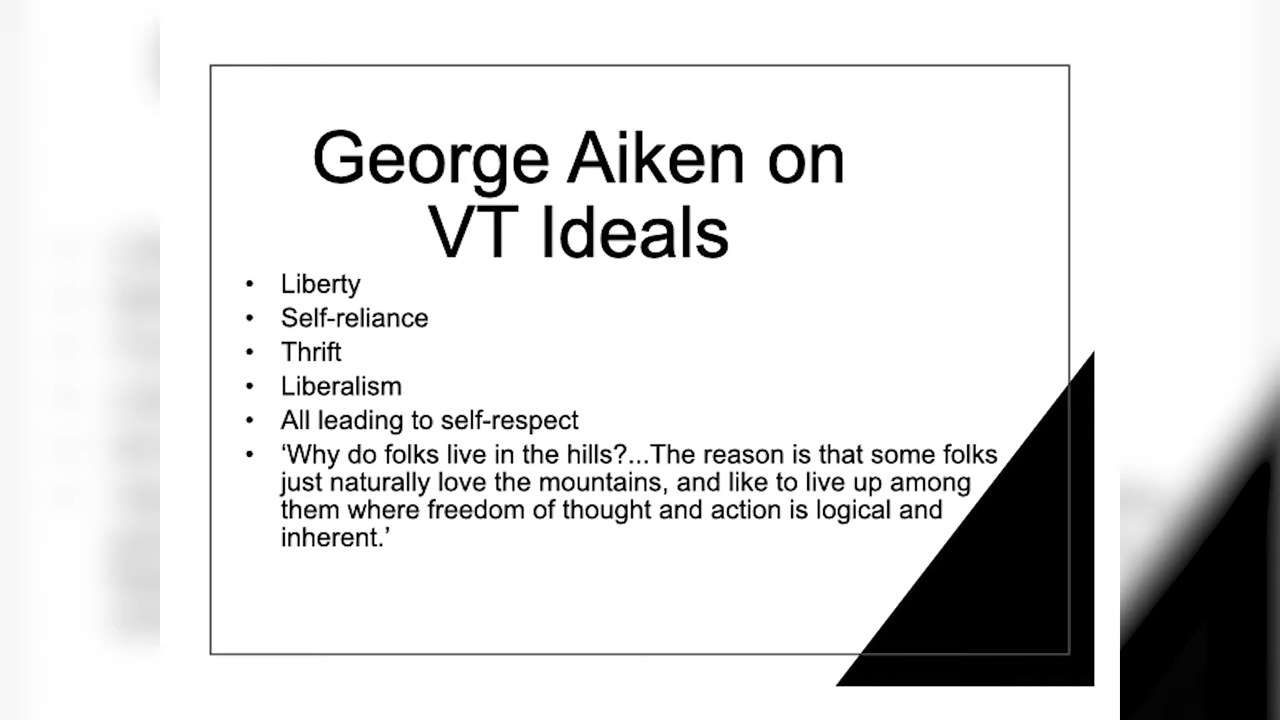 George Aiken on
VT Ideals
• Liberty
• Self-reliance
• Thrift
• Liberalism
• All leading to self-respect
• ‘Why do folks live in the hills?...The reason is that some folks
just naturally love the mountains, and like to live up among
them where freedom of thought and action is logical and
inherent.’